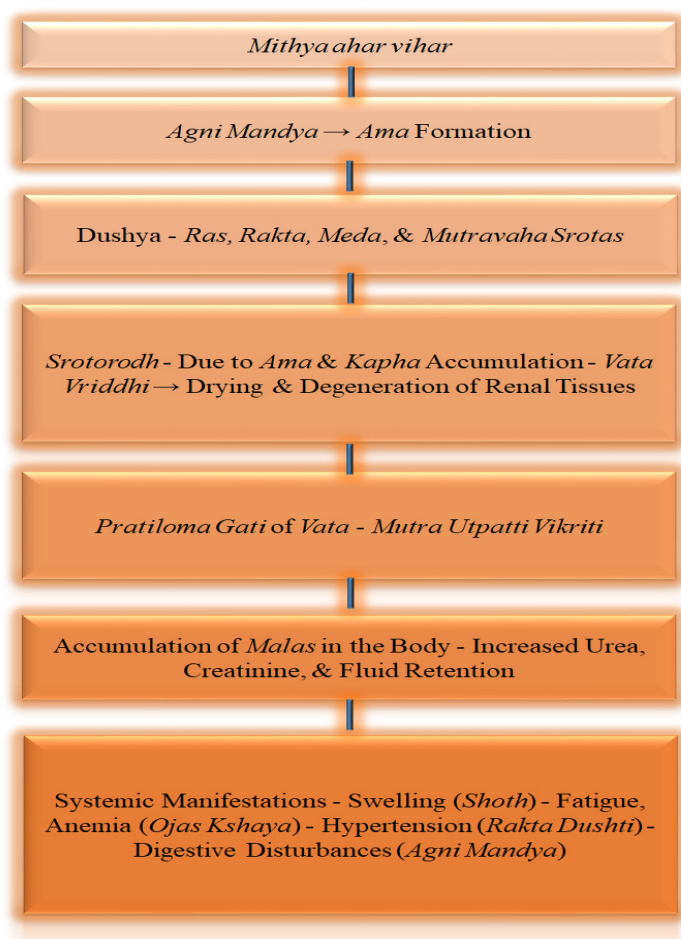 Mithya ahar vihar
Agni Mandya → Ama Formation
Dushya - Ras, Rakta, Meda, & Mutravaha Srotas
Srotorodh - Due to Ama & Kapha Accumulation - Vata
Vriddhi → Drying & Degeneration of Renal Tissues
Pratiloma Gati of Vata - Mutra Utpatti Vikriti
Accumulation of Malas in the Body - Increased Urea,
Creatinine, & Fluid Retention
Systemic Manifestations - Swelling (Shoth) - Fatigue,
Anemia (Ojas Kshaya) - Hypertension (Rakta Dushti) -
Digestive Disturbances (Agni Mandya)